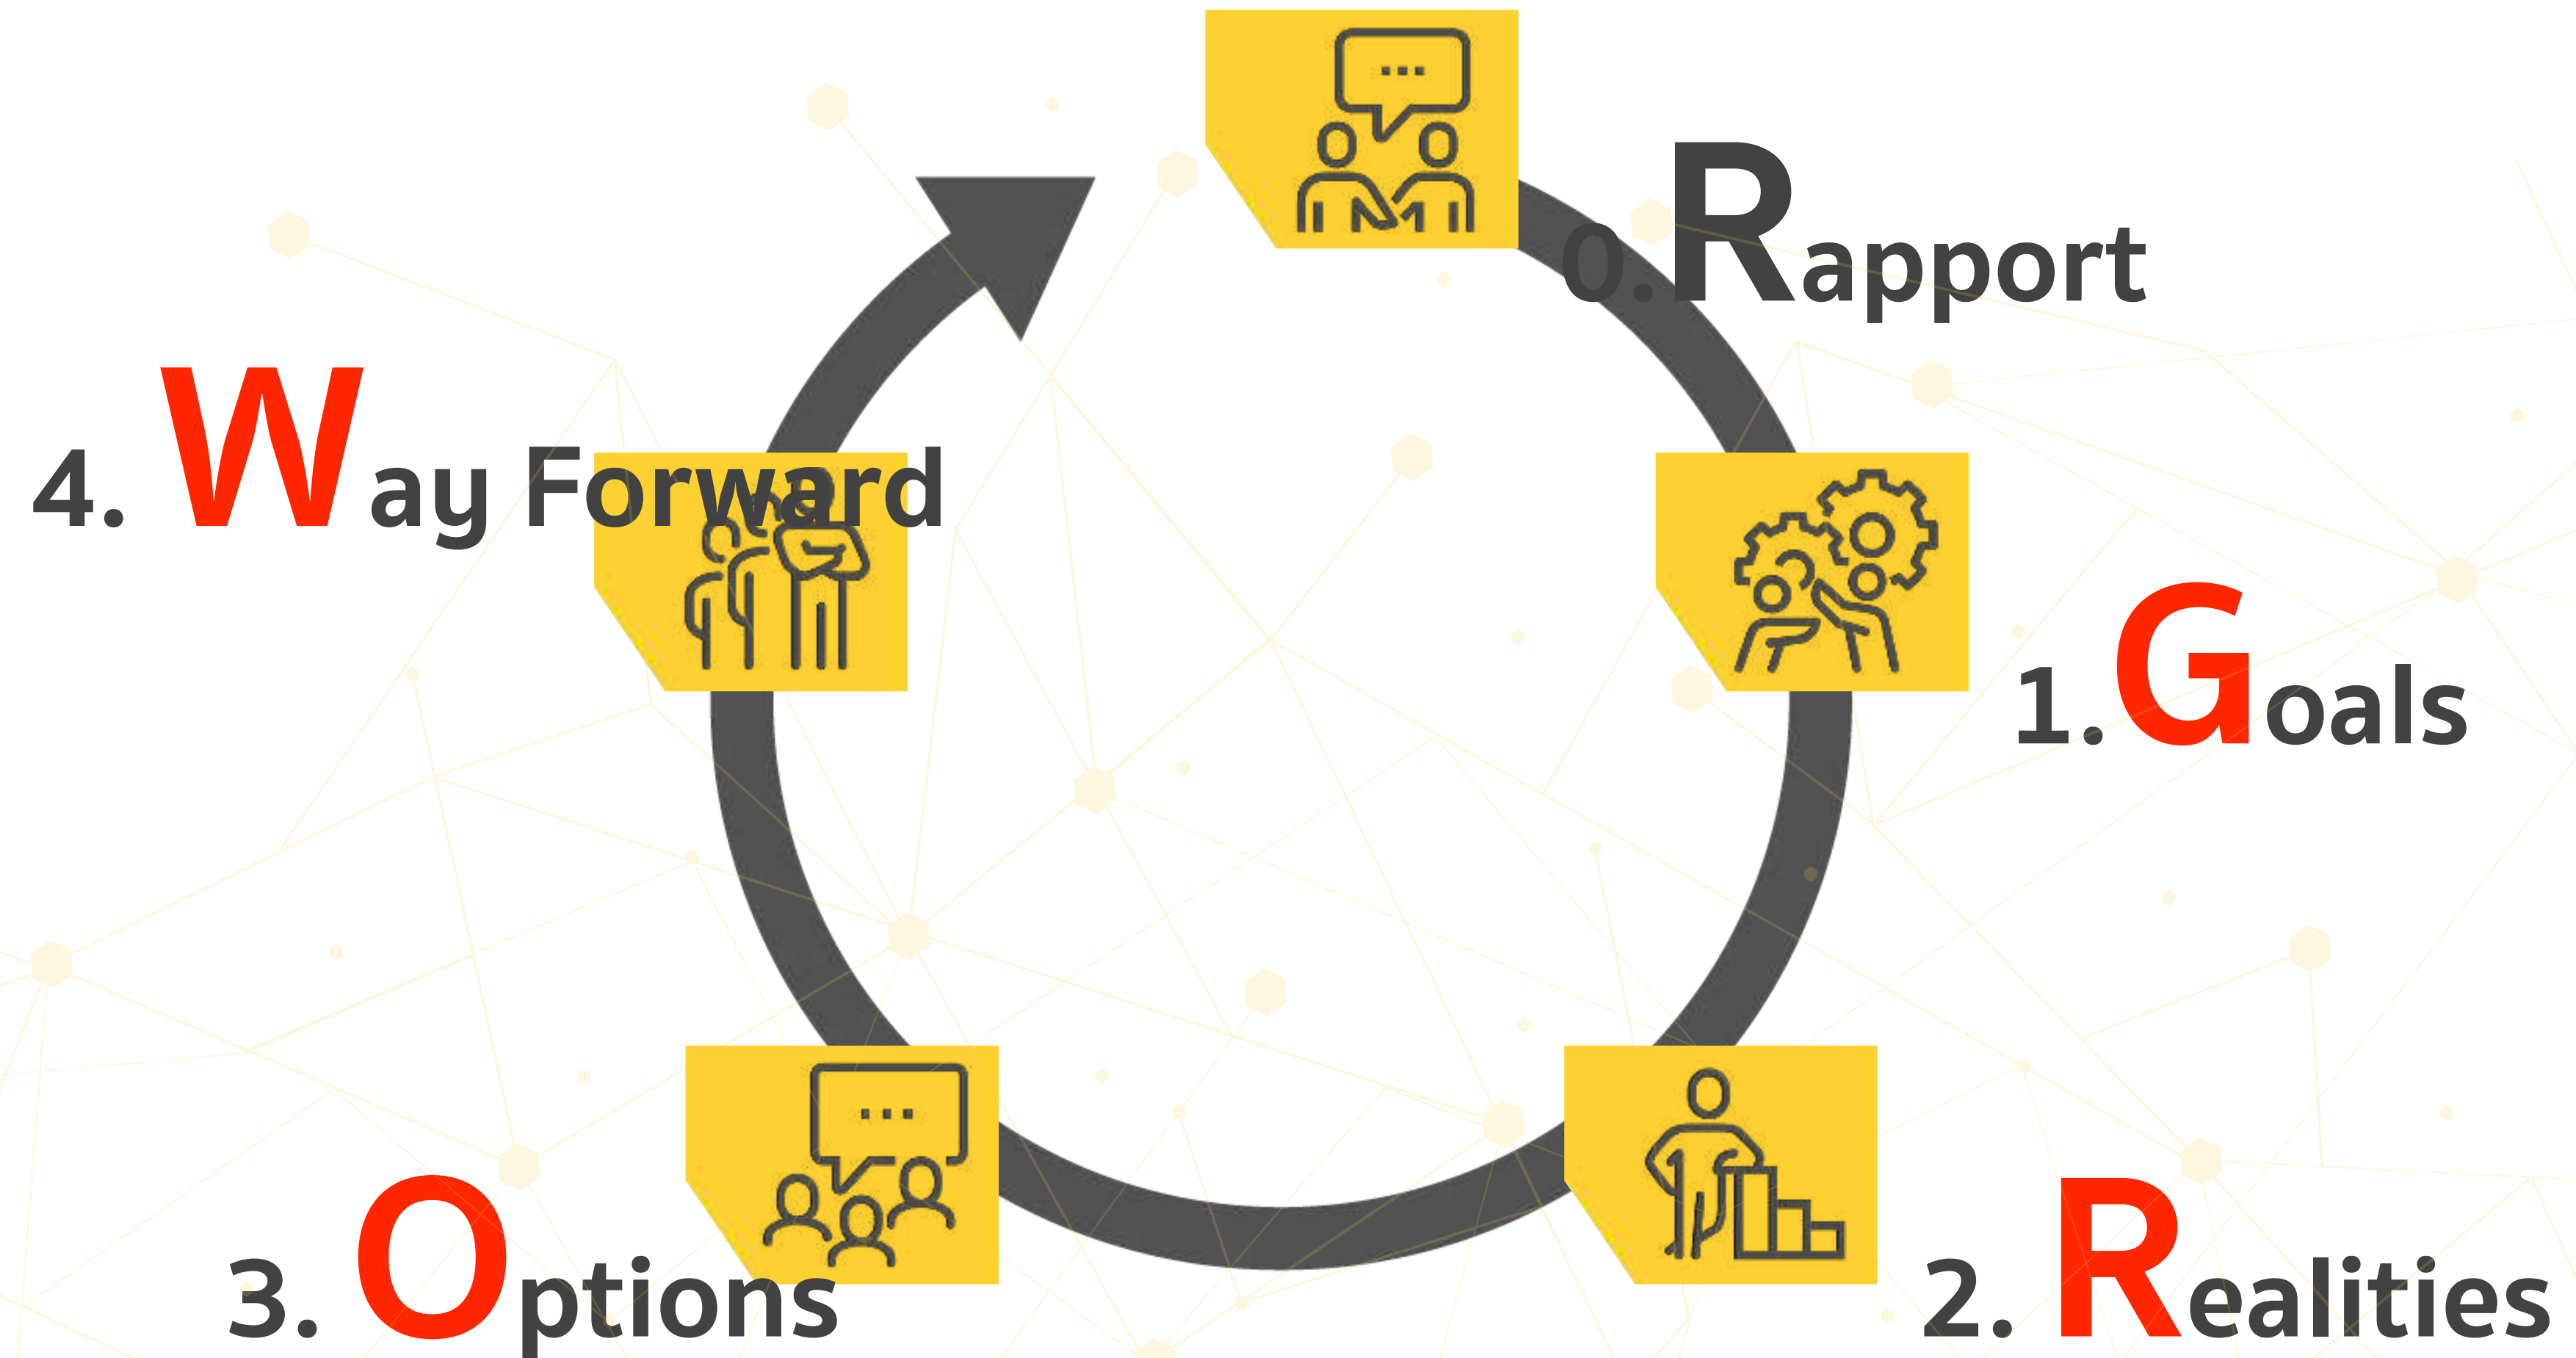 0. Rapport
1. Goals
2. Realities
3. Options
4. Way Forward